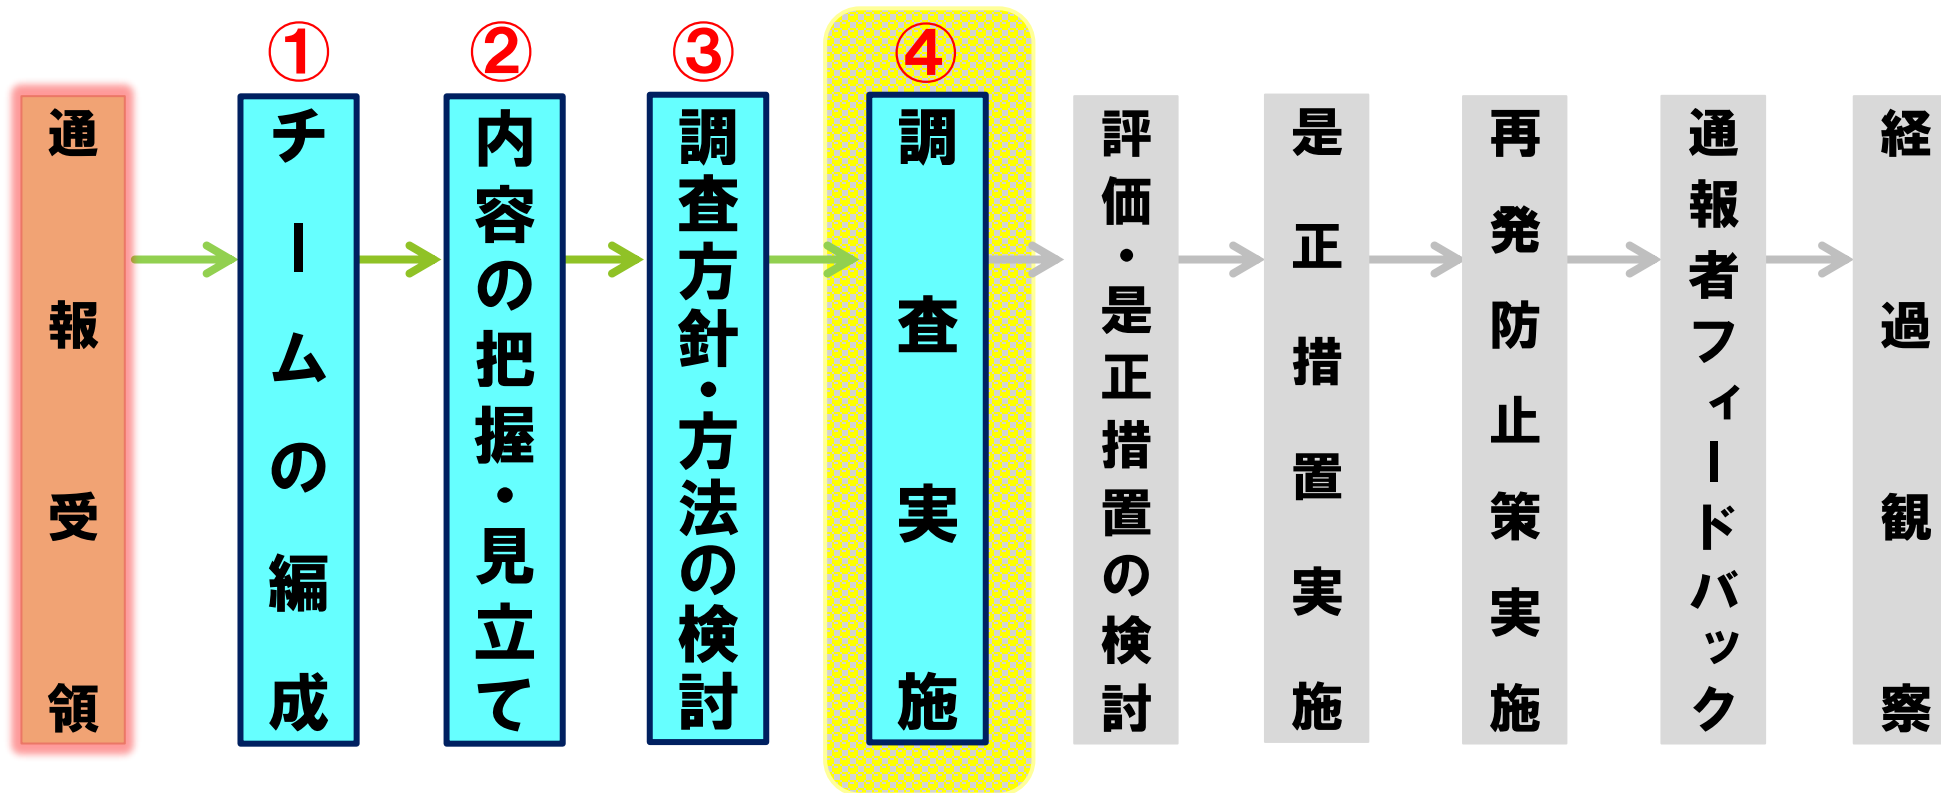 通報受領
①
チームの編成
②
内容の把握・見立て
③
調査方針・方法の検討
④
調査実施
評価・是正措置の検討
是正措置実施
再発防止策実施
通報者フィードバック
経過観察